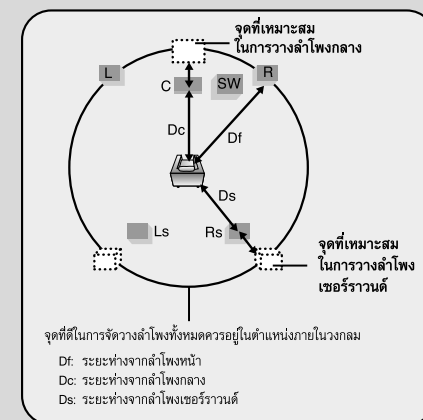 จุดที่เหมาะสม
ในการวางลำโพงกลาง
L
R
C
SW
Dc
Df
Ds
Ls
Rs
จุดที่เหมาะสม
ในการวางลำโพง
เซอร์ราวนด์
จุดที่ดีในการจัดวางลำโพงทั้งหมดควรอยู่ในตำแหน่งภายในวงกลม
Df: ระยะห่างจากลำโพงหน้า
Dc: ระยะห่างจากลำโพงกลาง
Ds: ระยะห่างจากลำโพงเซอร์ราวนด์